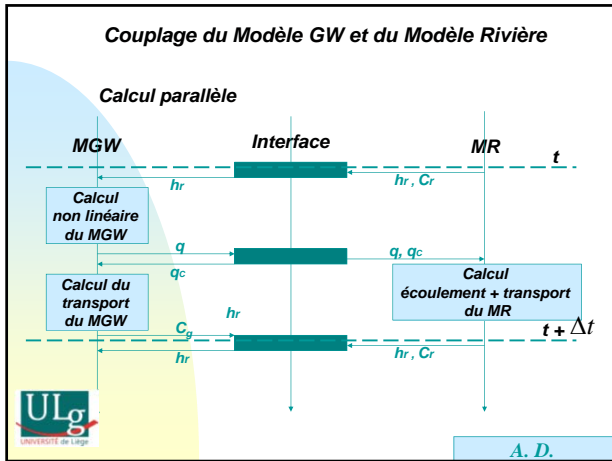 Couplage du Modèle GW et du Modèle Rivière
Calcul parallèle
MGW
Interface
MR
t
hr
hr , Cr
Calcul
non linéaire
du MGW
q
q, qc
qc
Calcul du
transport
du MGW
Calcul
écoulement + transport
du MR
hr
Cg
t + Δt
hr
hr , Cr
ULg
UNIVERSITÉ de Liège
A. D.